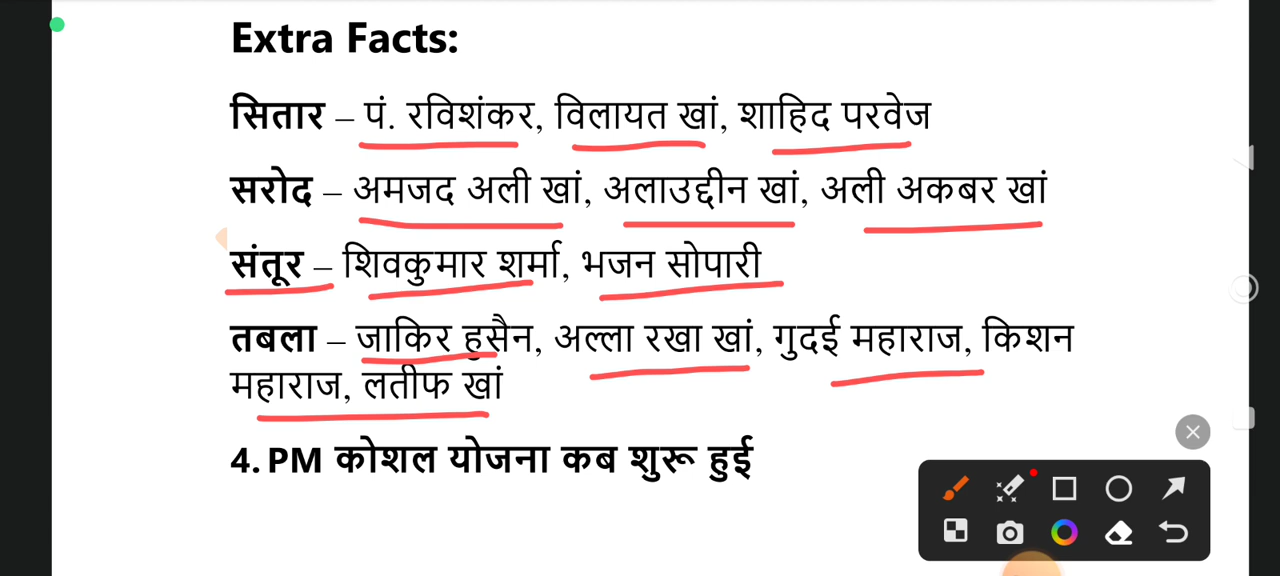 Extra Facts:
सितार – पं. रविशंकर, विलायत खां, शाहिद परवेज
सरोद – अमजद अली खां, अलाउद्दीन खां, अली अकबर खां
संतूर – शिवकुमार शर्मा, भजन सोपारी
तबला – जाकिर हुसैन, अल्ला रखा खां, गुदई महाराज, किशन
महाराज, लतीफ खां
4. PM कोशल योजना कब शुरू हुई